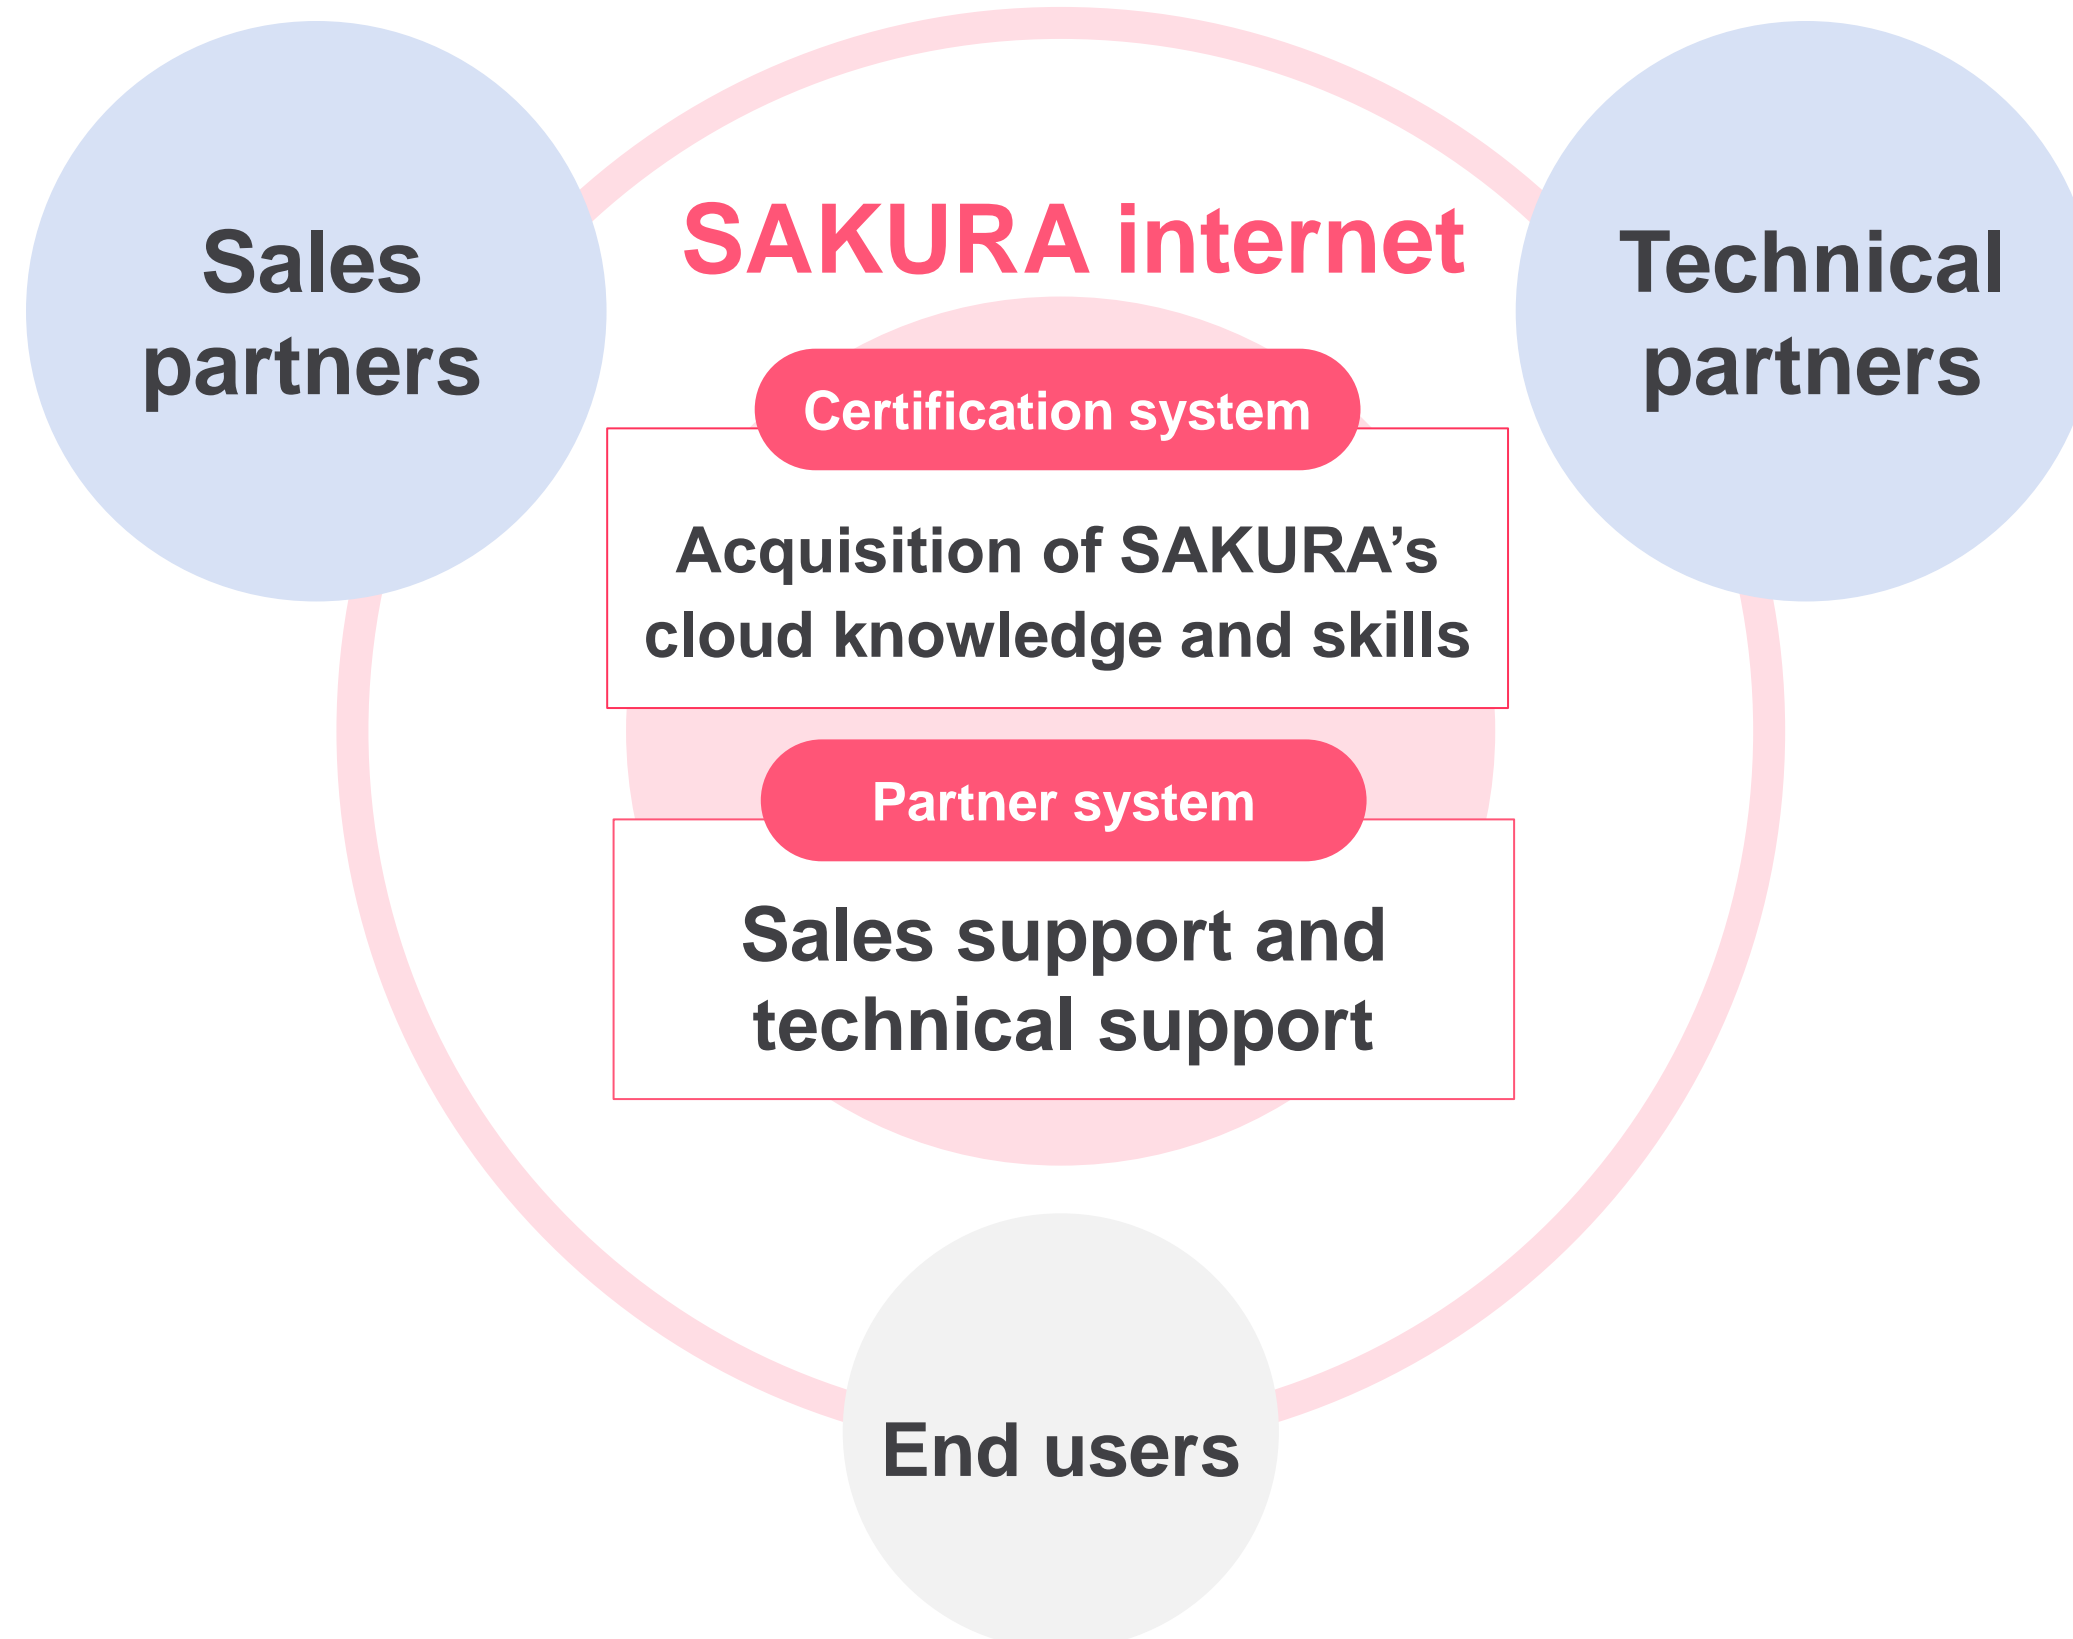 Sales
partners
SAKURA internet
Technical
partners
Certification system
Acquisition of SAKURA’s
cloud knowledge and skills
Partner system
Sales support and
technical support
End users